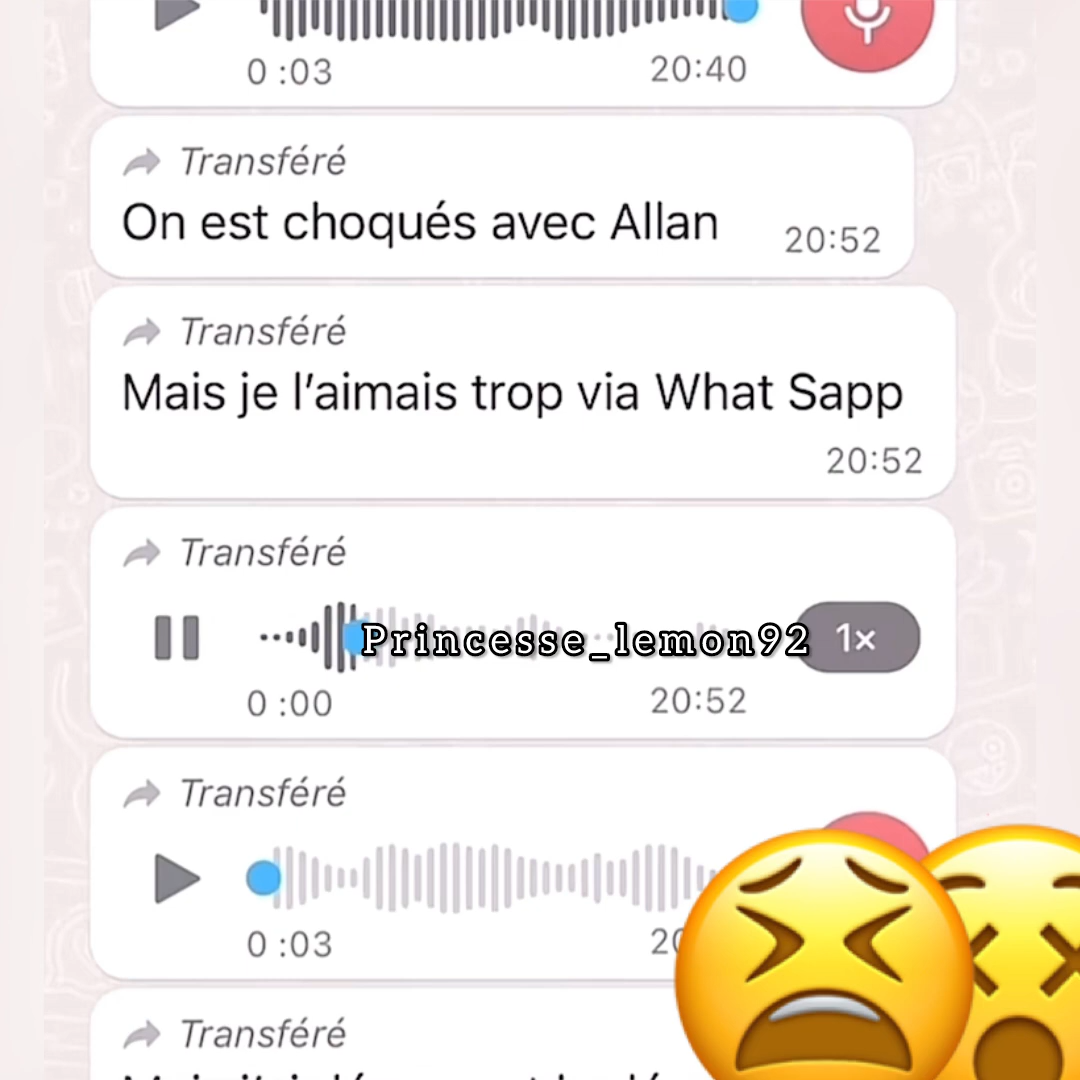 0 :03 20:40
Transféré
On est choqués avec Allan 20:52
Transféré
Mais je l’aimais trop via What Sapp
20:52
Transféré
Princesse_lemon92 1x
0 :00 20:52
Transféré
0 :03
Transféré